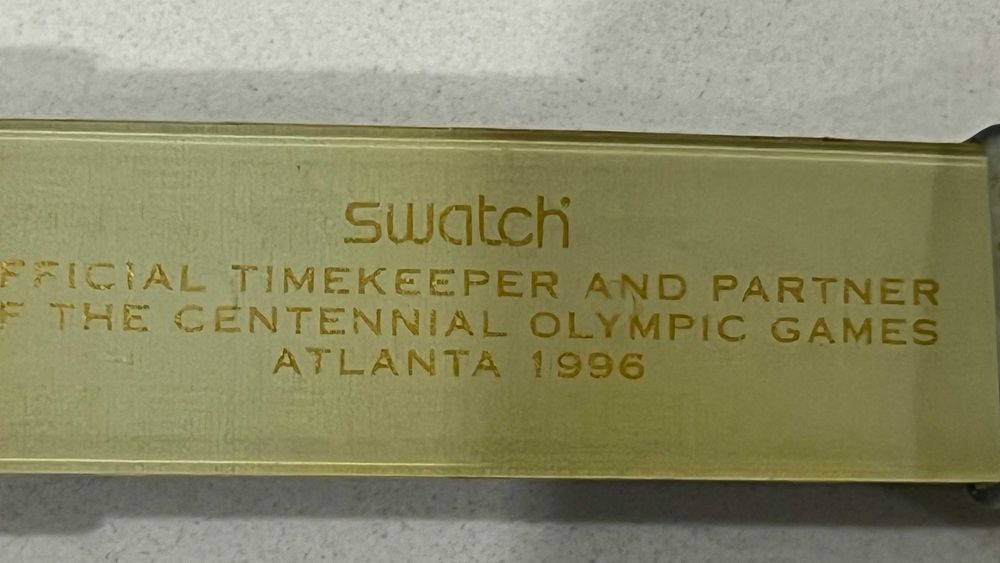 swatch
FFICIAL TIMEKEEPER AND PARTNER
F THE CENTENNIAL OLYMPIC GAMES
ATLANTA 1996